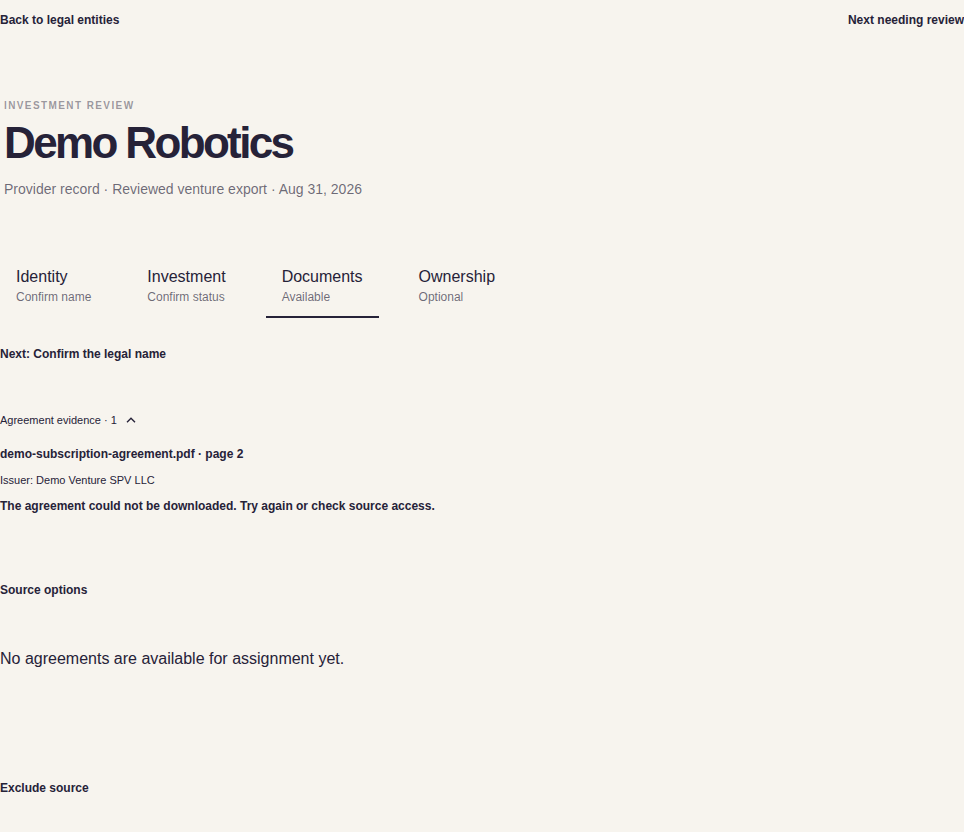 Back to legal entities
Next needing review
INVESTMENT REVIEW
Demo Robotics
Provider record · Reviewed venture export · Aug 31, 2026
Identity
Confirm name
Investment
Confirm status
Documents
Available
Ownership
Optional
Next: Confirm the legal name
Agreement evidence · 1
demo-subscription-agreement.pdf · page 2
Issuer: Demo Venture SPV LLC
The agreement could not be downloaded. Try again or check source access.
Source options
No agreements are available for assignment yet.
Exclude source